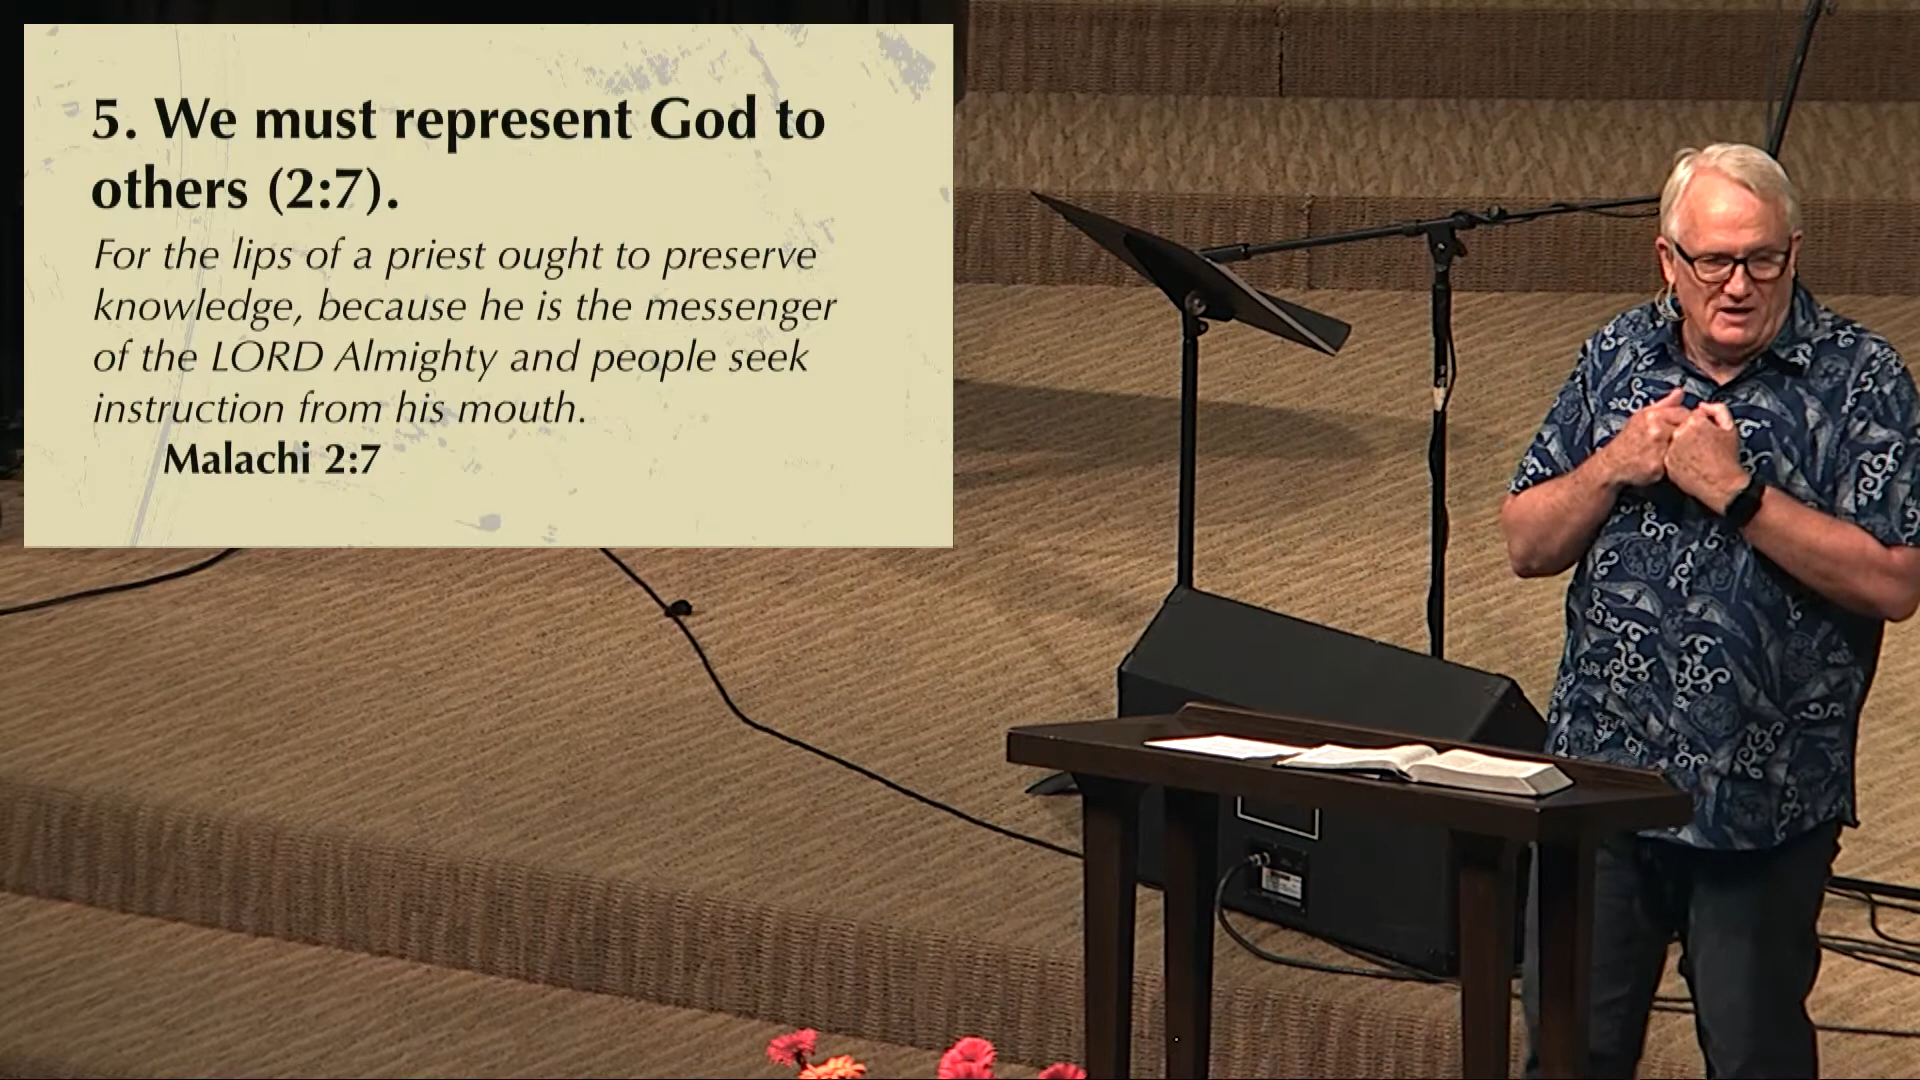 5. We must represent God to
others (2:7).
For the lips of a priest ought to preserve
knowledge, because he is the messenger
of the LORD Almighty and people seek
instruction from his mouth.
Malachi 2:7